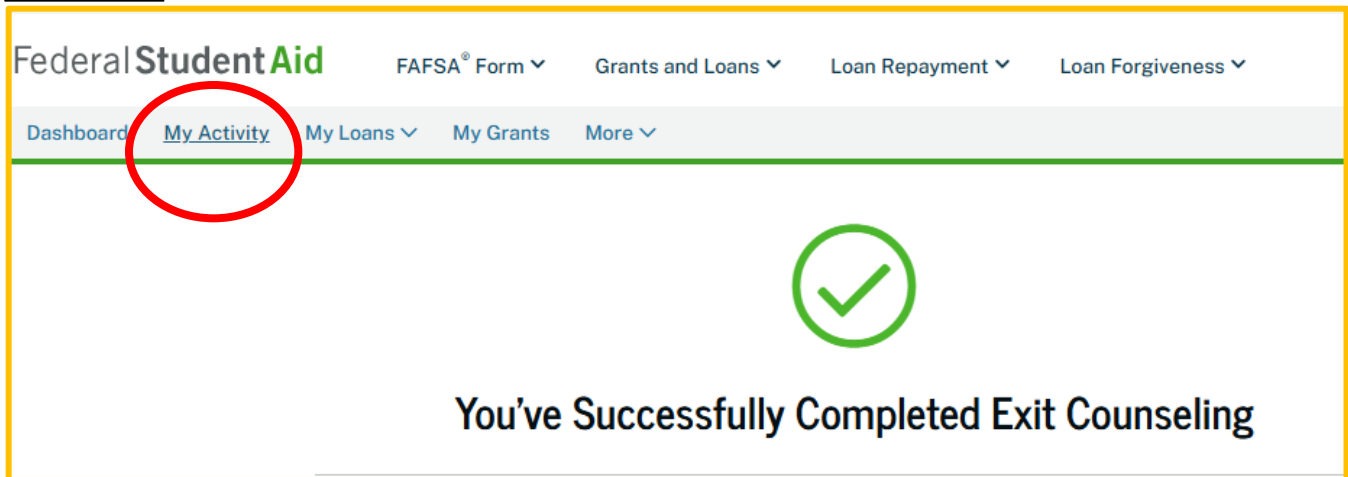 Federal Student Aid FAFSA® Form Grants and Loans Loan Repayment Loan Forgiveness
Dashboard My Activity My Loans My Grants More
You've Successfully Completed Exit Counseling